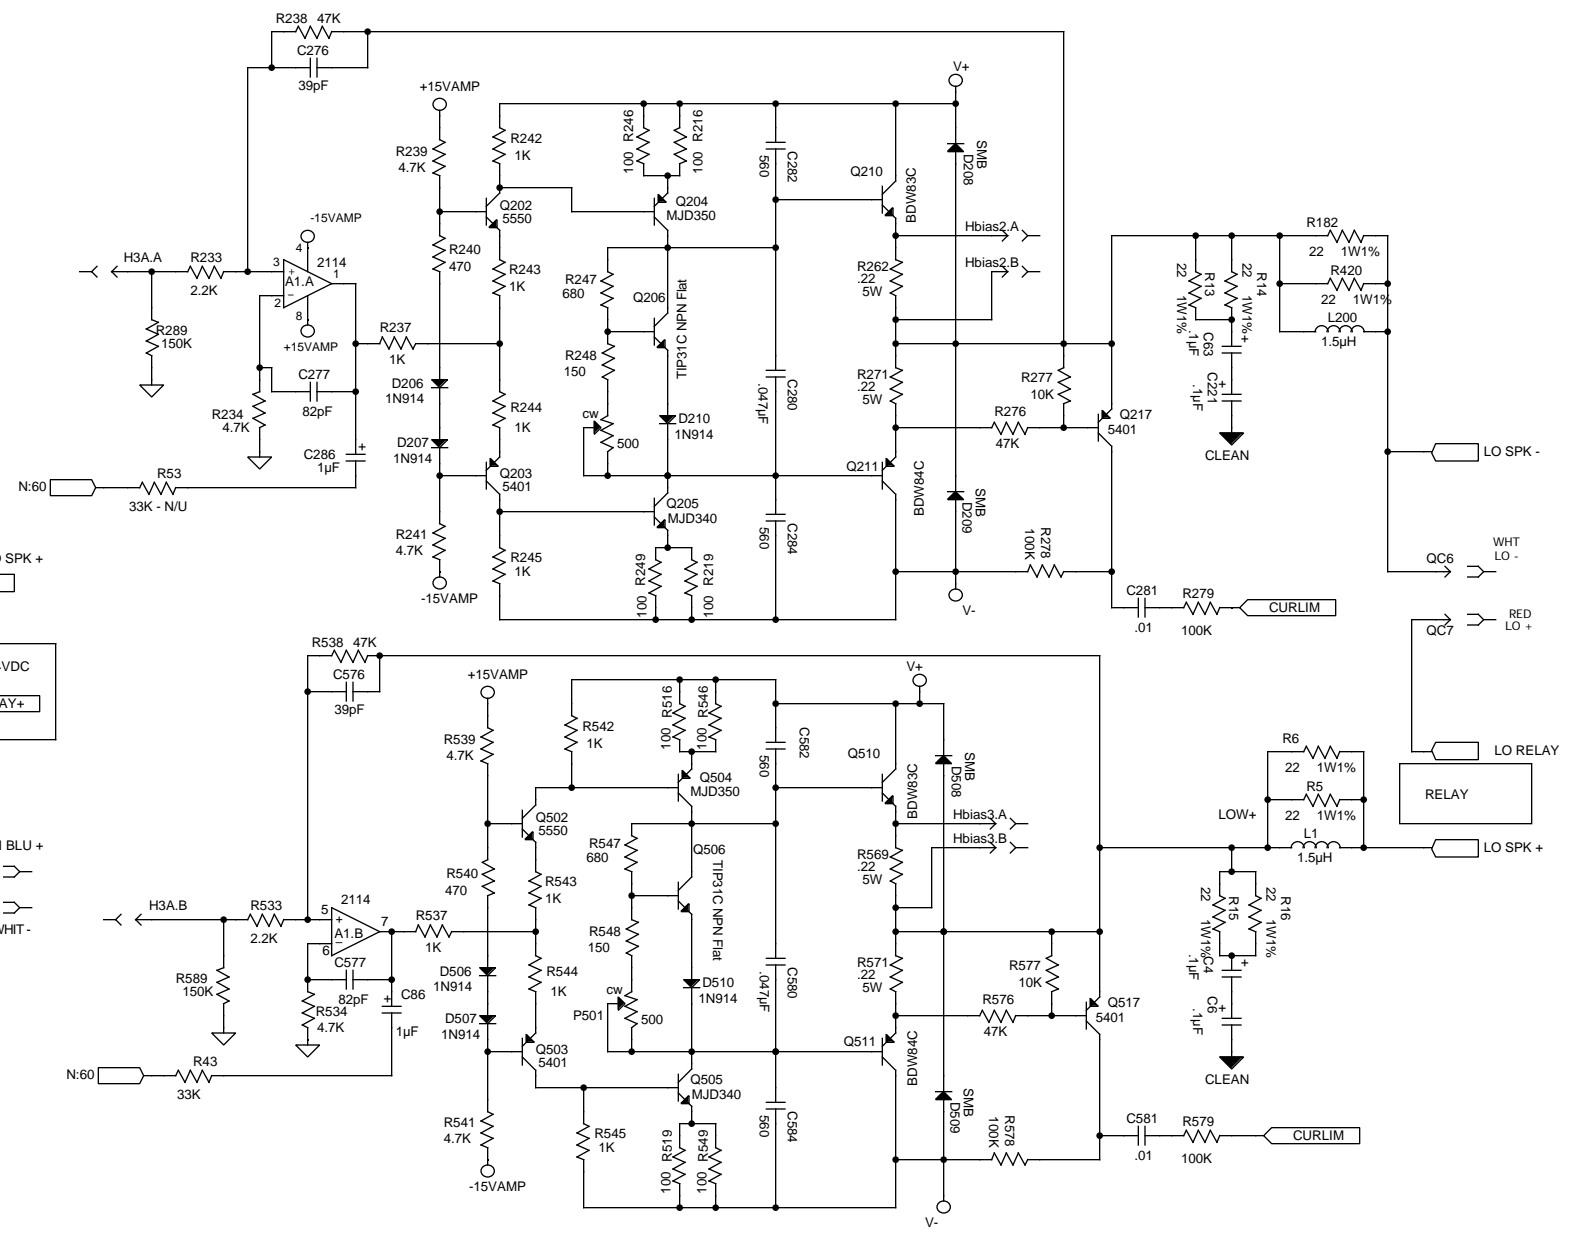 R238 47K
C276
39pF
+15VAMP
V+
R239
4.7K
R242
1K
100 R246
100 R216
C282
560
SMB
D208
Q210
BDW83C
Q202
5550
Q204
MJD350
-15VAMP
4
H3A.A
R233
2.2K
3
2114
1
+
A1.A
−
2
8
+15VAMP
R289
150K
R240
470
R243
1K
R247
680
Q206
TIP31C NPN Flat
Hbias2.A
Hbias2.B
R262
.22
5W
R182
22 1W1%
R420
22 1W1%
L200
1.5µH
R13
22 1W1%
R14
22 1W1%
+
C63
.1µF
+
C221
.1µF
CLEAN
R237
1K
R248
150
C277
82pF
R234
4.7K
D206
1N914
D207
1N914
R244
1K
cw
500
D210
1N914
C280
.047µF
R271
.22
5W
R277
10K
R276
47K
Q217
5401
LO SPK -
C286
1µF
+
N:60
R53
33K - N/U
Q203
5401
Q211
BDW84C
Q205
MJD340
SMB
D209
R241
4.7K
-15VAMP
R245
1K
100 R249
100 R219
C284
560
R278
100K
V-
C281
.01
R279
100K
CURLIM
QC6
WHT
LO -
QC7
RED
LO +
SPK +
VDC
AY+
R538 47K
C576
39pF
+15VAMP
V+
R539
4.7K
R542
1K
100 R516
100 R546
C582
560
Q510
BDW83C
SMB
D508
Q502
5550
Q504
MJD350
R6
22 1W1%
R5
22 1W1%
L1
1.5µH
LOW+
LO RELAY
RELAY
LO SPK +
BLU +
WHIT -
H3A.B
R533
2.2K
5
2114
7
+
A1.B
−
6
R537
1K
R540
470
R543
1K
R547
680
Q506
TIP31C NPN Flat
Hbias3.A
Hbias3.B
R569
.22
5W
R15
22 1W1%
R16
22 1W1%
C4
.1µF
+
C6
.1µF
+
CLEAN
R589
150K
C577
82pF
R534
4.7K
C86
1µF
+
D506
1N914
D507
1N914
R544
1K
R548
150
cw
P501
500
D510
1N914
C580
.047µF
R571
.22
5W
R577
10K
R576
47K
Q517
5401
N:60
R43
33K
Q503
5401
Q511
BDW84C
Q505
MJD340
SMB
D509
R541
4.7K
-15VAMP
R545
1K
100 R519
100 R549
C584
560
R578
100K
V-
C581
.01
R579
100K
CURLIM